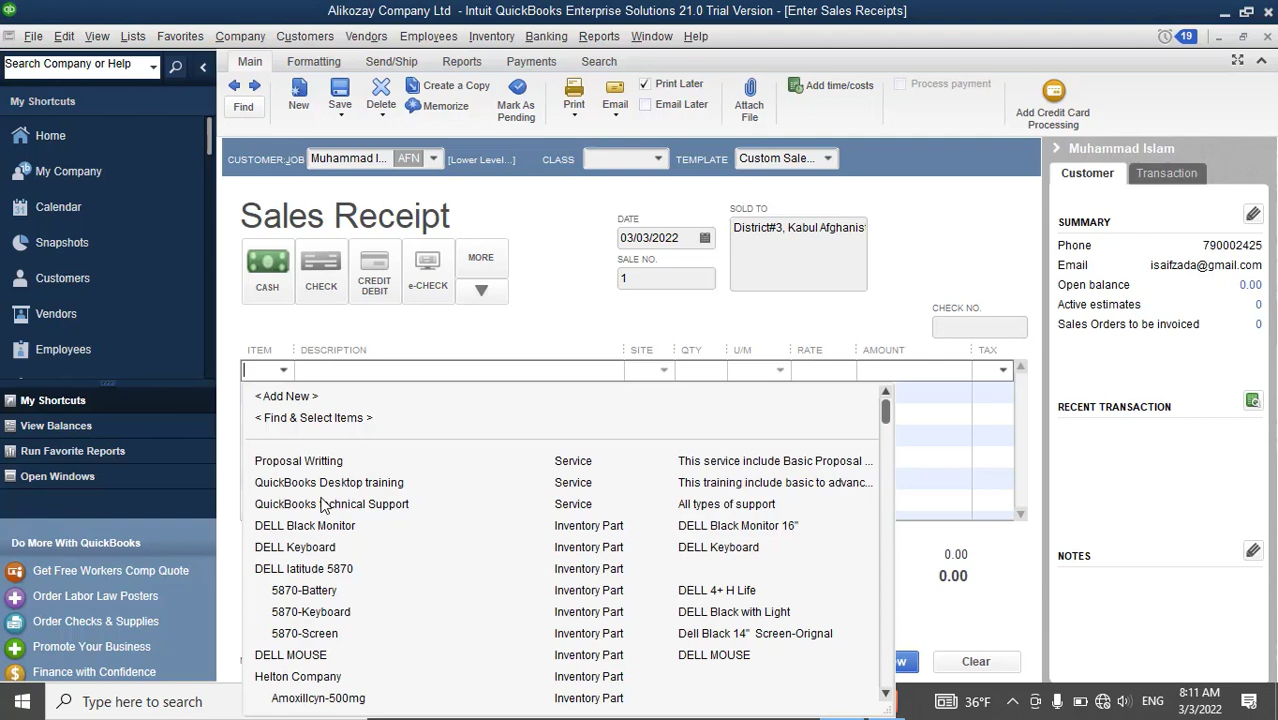 Alikozay Company Ltd - Intuit QuickBooks Enterprise Solutions 21.0 Trial Version - [Enter Sales Receipts]
File Edit View Lists Favorites Company Customers Vendors Employees Inventory Banking Reports Window Help 19
Search Company or Help
My Shortcuts
Home
My Company
Calendar
Snapshots
Customers
Vendors
Employees
My Shortcuts
View Balances
Run Favorite Reports
Open Windows
Do More With QuickBooks
Get Free Workers Comp Quote
Order Labor Law Posters
Order Checks & Supplies
Promote Your Business
Finance with Confidence
Main Formatting Send/Ship Reports Payments Search
Find New Save Delete Create a Copy Memorize Mark As Pending Print Email Print Later Email Later Attach File Add time/costs Process payment Add Credit Card Processing
CUSTOMER:JOB Muhammad I... AFN [Lower Level...] CLASS TEMPLATE Custom Sale...
Sales Receipt
CASH CHECK CREDIT DEBIT e-CHECK MORE
DATE
03/03/2022
SALE NO.
1
SOLD TO
CHECK NO.
ITEM DESCRIPTION SITE QTY U/M RATE AMOUNT TAX
< Add New >
< Find & Select Items >
Proposal Writting Service This service include Basic Proposal ...
QuickBooks Desktop training Service This training include basic to advanc...
QuickBooks Technical Support Service All types of support
DELL Black Monitor Inventory Part DELL Black Monitor 16"
DELL Keyboard Inventory Part DELL Keyboard
DELL latitude 5870 Inventory Part
5870-Battery Inventory Part DELL 4+ H Life
5870-Keyboard Inventory Part DELL Black with Light
5870-Screen Inventory Part Dell Black 14" Screen-Orignal
DELL MOUSE Inventory Part DELL MOUSE
Helton Company Inventory Part
Amoxillcyn-500mg Inventory Part
0.00
0.00
Clear
Muhammad Islam
Customer Transaction
SUMMARY
Phone 790002425
Email isaifzada@gmail.com
Open balance 0.00
Active estimates 0
Sales Orders to be invoiced 0
RECENT TRANSACTION
NOTES
Type here to search
36°F ENG
8:11 AM
3/3/2022